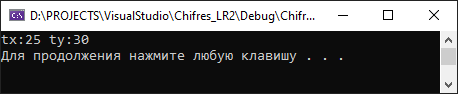 D:\PROJECTS\VisualStudio\Chifres_LR2\Debug\Chifr...
tx:25 ty:30
Для продолжения нажмите любую клавишу . . .